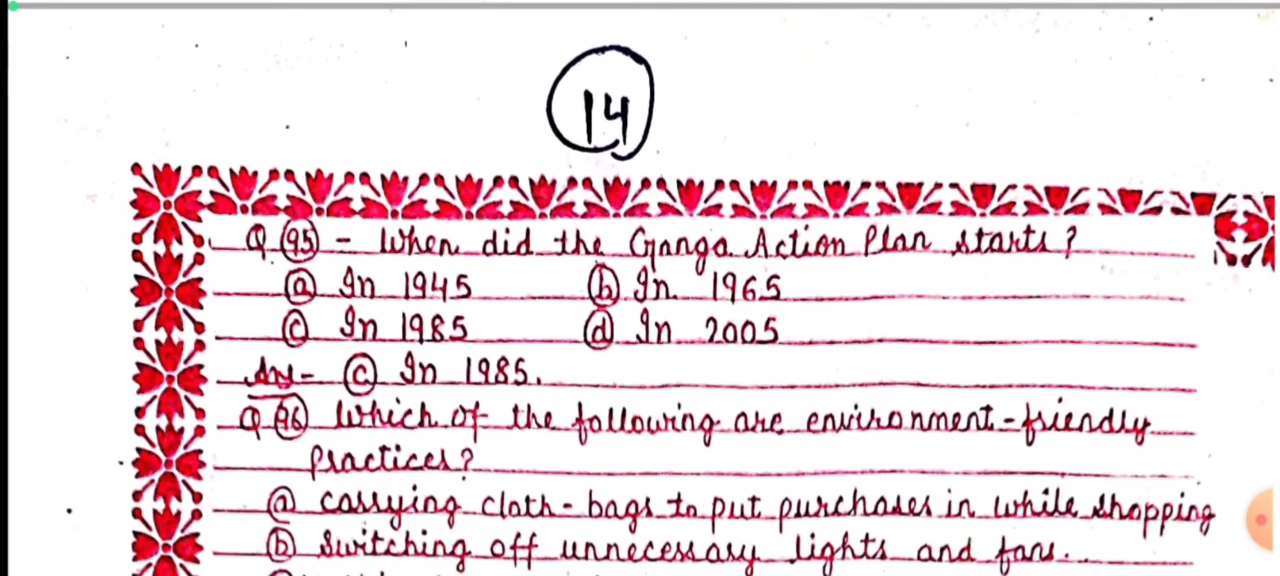 14
Q.95 - When did the Ganga Action Plan starts?
a In 1945 b In 1965
c In 1985 d In 2005
Ans- c In 1985.
Q.96 Which of the following are environment-friendly
Practices?
a carrying cloth-bags to put purchases in while shopping
b Switching off unnecessary lights and fans.